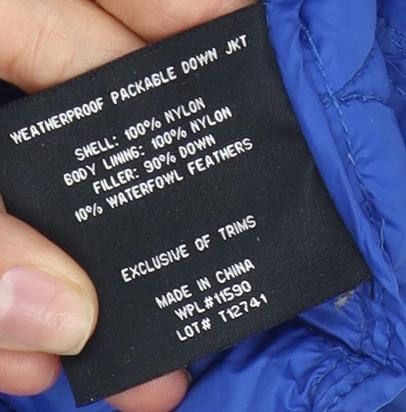 WEATHERPROOF PACKABLE DOWN JKT
SHELL: 100% NYLON
BODY LINING: 100% NYLON
FILLER: 90% DOWN
10% WATERFOWL FEATHERS
EXCLUSIVE OF TRIMS
MADE IN CHINA
WPL#11590
LOT# T12741